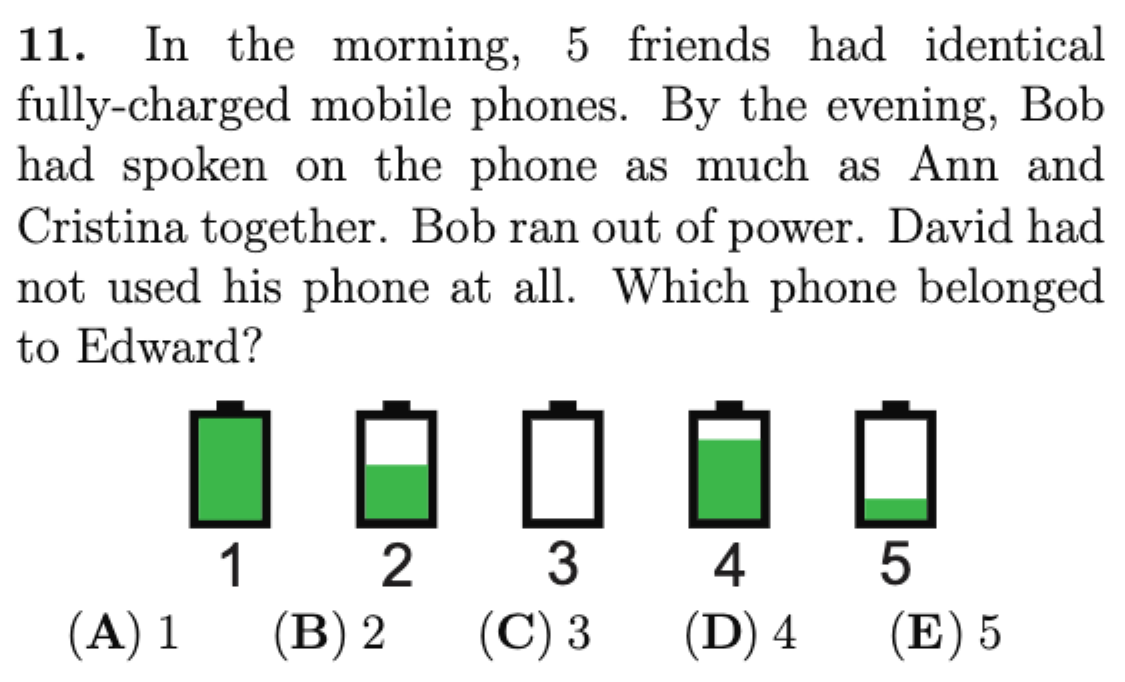 11. In the morning, 5 friends had identical
fully-charged mobile phones. By the evening, Bob
had spoken on the phone as much as Ann and
Cristina together. Bob ran out of power. David had
not used his phone at all. Which phone belonged
to Edward?
1 2 3 4 5
(A) 1 (B) 2 (C) 3 (D) 4 (E) 5